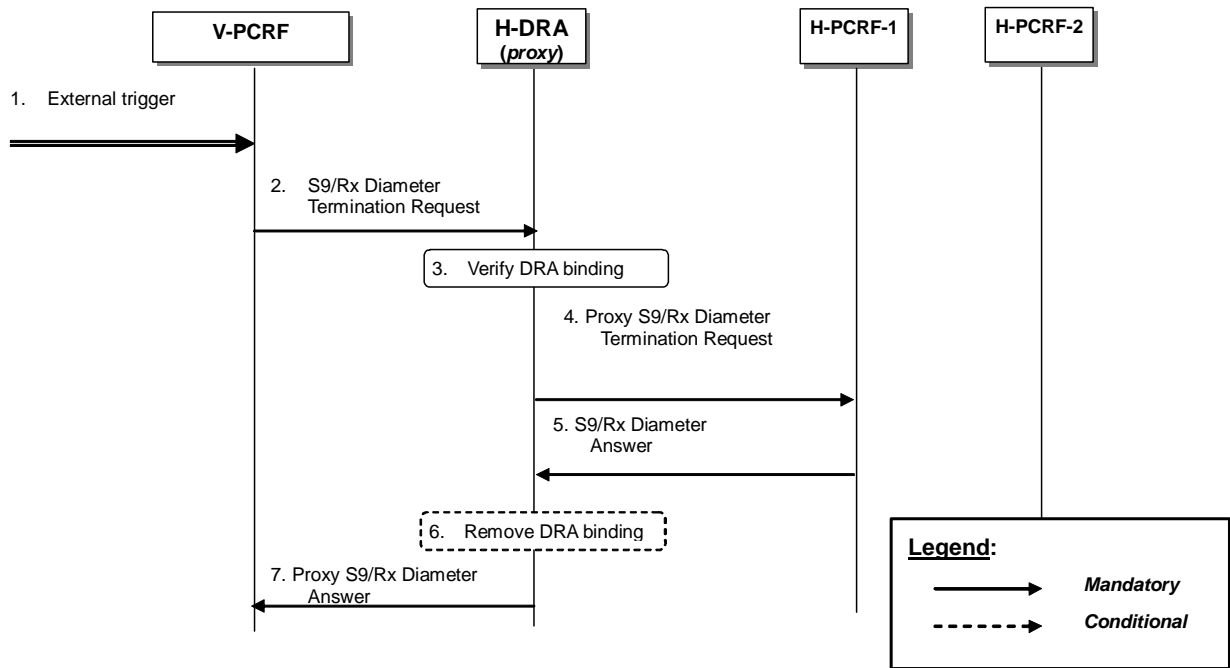 V-PCRF
H-DRA
(proxy)
H-PCRF-1
H-PCRF-2
1. External trigger
2. S9/Rx Diameter
Termination Request
3. Verify DRA binding
4. Proxy S9/Rx Diameter
Termination Request
5. S9/Rx Diameter
Answer
6. Remove DRA binding
7. Proxy S9/Rx Diameter
Answer
Legend:
Mandatory
Conditional